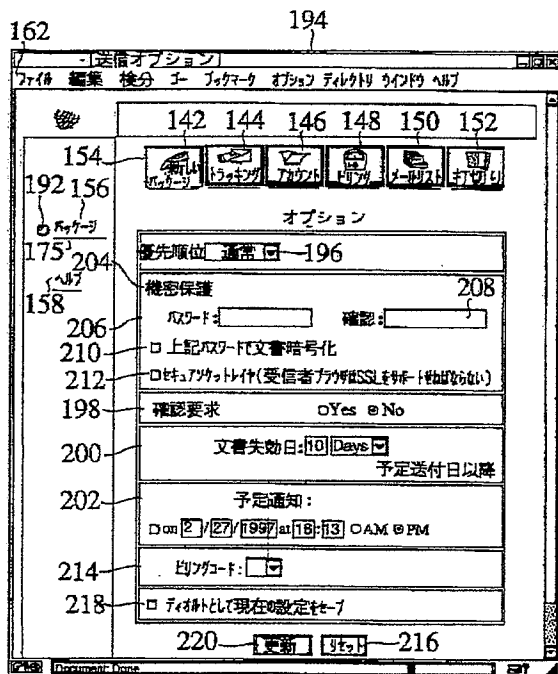 162
194
[送信オプション]
ファイル 編集 検分 ゴー ブックマーク オプション ディレクトリ ウインドウ ヘルプ
142 144 146 148 150 152
154
新しい パッケージ トラッキング アカウント メールリスト
192 156
パッケージ
175
ヘルプ
158
オプション
優先順位 通常 196
204 機密保護
208
206 パスワード: 確認:
210 上記パスワードで文書暗号化
212 セキュアソケットレイヤ(受信者ブラウザはSSLをサポートせねばならない)
198 確認要求 Yes No
200 文書失効日: 10 Days
予定送付日以降
202 予定通知:
on 2 / 27 / 1997 at 16 : 13 AM PM
214 ビリングコード:
218 ディオルトとして現在の設定をセーブ
220 更新 リセット 216
Document: Done